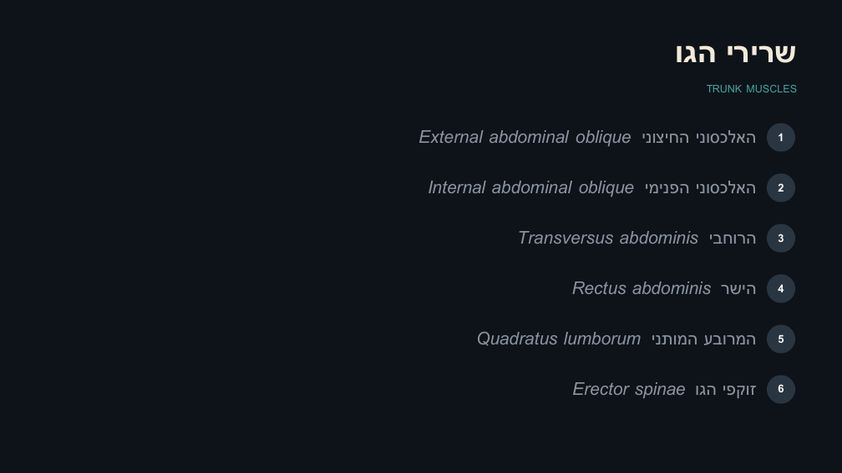 שרירי הגו
TRUNK MUSCLES
1 האלכסוני החיצוני External abdominal oblique
2 האלכסוני הפנימי Internal abdominal oblique
3 הרוחבי Transversus abdominis
4 הישר Rectus abdominis
5 המרובע המותני Quadratus lumborum
6 זוקפי הגו Erector spinae